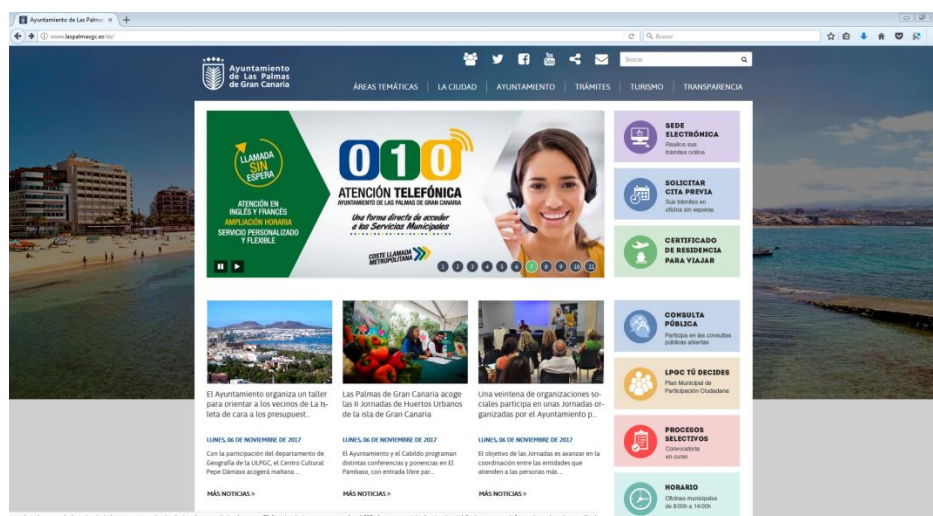 Ayuntamiento de Las Palmas
www.laspalmasgc.es/es/
Buscar
Ayuntamiento
de Las Palmas
de Gran Canaria
Buscar
ÁREAS TEMÁTICAS
LA CIUDAD
AYUNTAMIENTO
TRÁMITES
TURISMO
TRANSPARENCIA
LLAMADA
SIN
ESPERA
ATENCIÓN EN
INGLÉS Y FRANCÉS
AMPLIACIÓN HORARIA
SERVICIO PERSONALIZADO
Y FLEXIBLE
010
ATENCIÓN TELEFÓNICA
AYUNTAMIENTO DE LAS PALMAS DE GRAN CANARIA
Una forma directa de acceder
a los Servicios Municipales
COSTE LLAMADA
METROPOLITANA
1 2 3 4 5 6 7 8 9 10 11
SEDE
ELECTRÓNICA
Realice sus
trámites online
SOLICITAR
CITA PREVIA
Sus trámites en
oficina sin esperas
CERTIFICADO
DE RESIDENCIA
PARA VIAJAR
CONSULTA
PÚBLICA
Participa en las consultas
públicas abiertas
LPGC TÚ DECIDES
Plan Municipal de
Participación Ciudadana
PROCESOS
SELECTIVOS
Convocatoria
en curso
HORARIO
Oficinas municipales
de 8:00h a 14:00h
El Ayuntamiento organiza un taller
para orientar a los vecinos de La Is-
leta de cara a los presupuest...
LUNES, 06 DE NOVIEMBRE DE 2017
Con la participación del departamento de
Geografía de la ULPGC, el Centro Cultural
Pepe Dámaso acogerá mañana ...
MÁS NOTICIAS »
Las Palmas de Gran Canaria acoge
las II Jornadas de Huertos Urbanos
de la isla de Gran Canaria
LUNES, 06 DE NOVIEMBRE DE 2017
El Ayuntamiento y el Cabildo programan
distintas conferencias y ponencias en El
Pambaso, con entrada libre par...
MÁS NOTICIAS »
Una veintena de organizaciones so-
ciales participa en unas Jornadas or-
ganizadas por el Ayuntamiento p...
LUNES, 06 DE NOVIEMBRE DE 2017
El objetivo de las Jornadas es avanzar en la
coordinación entre las entidades que
atienden a las personas más ...
MÁS NOTICIAS »